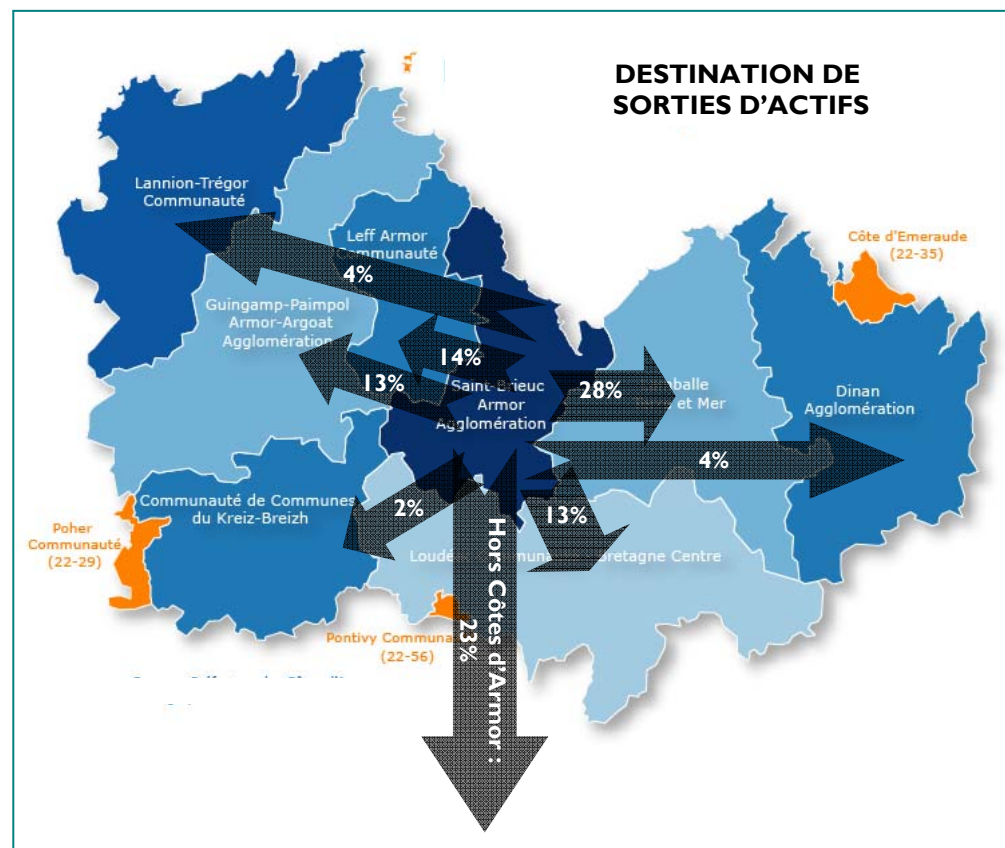 DESTINATION DE
SORTIES D'ACTIFS
Lannion-Trégor
Communauté
Leff Armor
Communauté
Côte d'Emeraude
(22-35)
4%
Guingamp-Paimpol
Armor-Argoat
Agglomération
14%
13%
Saint-Brieuc
Armor
Agglomération
28%
et Mer
Dinan
Agglomération
4%
Communauté de Communes
du Kreiz-Breizh
2%
13%
Poher
Communauté
(22-29)
Bretagne Centre
Pontivy
(22-56)
Hors Côtes d'Armor :
23%